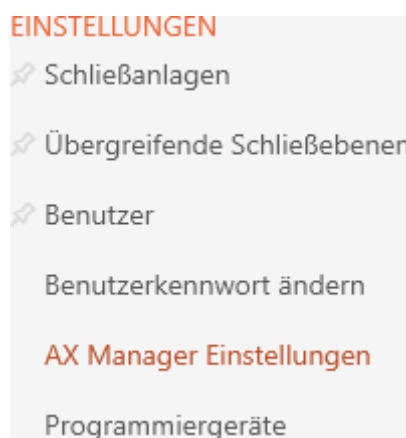 EINSTELLUNGEN
Schließanlagen
Übergreifende Schließebenen
Benutzer
Benutzerkennwort ändern
AX Manager Einstellungen
Programmiergeräte